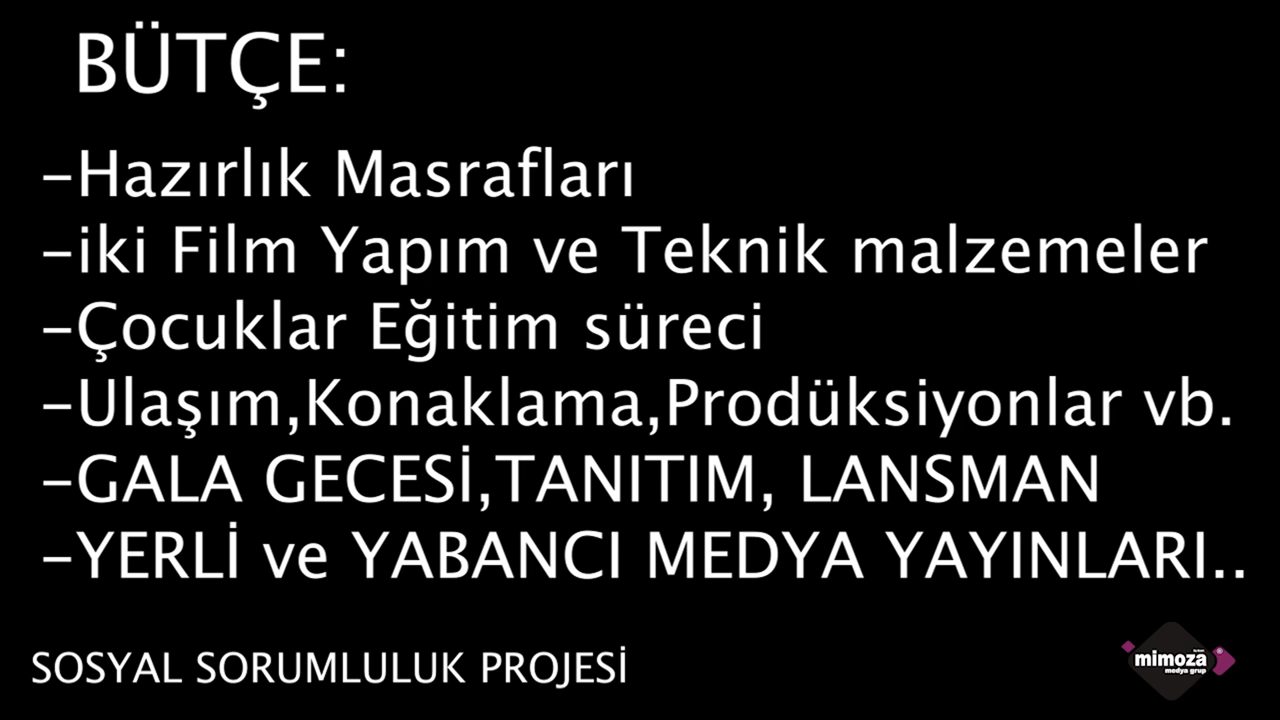 BÜTÇE:
-Hazırlık Masrafları
-iki Film Yapım ve Teknik malzemeler
-Çocuklar Eğitim süreci
-Ulaşım,Konaklama,Prodüksiyonlar vb.
-GALA GECESİ,TANITIM, LANSMAN
-YERLİ ve YABANCI MEDYA YAYINLARI..
SOSYAL SORUMLULUK PROJESİ
mimoza
medya grup